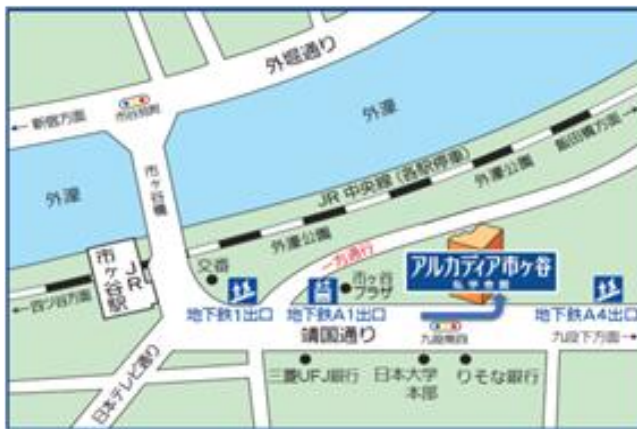 外堀通り
←新宿方面
市谷見附
外濠
飯田橋方面→
市ヶ谷橋
JR 中央線(各駅停車)
外濠公園
外濠
外濠公園
一方通行
アルカディア市ヶ谷
私学会館
JR
市ヶ谷駅
交番
市ヶ谷
プラザ
←四ツ谷方面
地下鉄1出口
地下鉄A1出口
地下鉄A4出口
靖国通り
九段南四
九段下方面→
日本テレビ通り
三菱UFJ銀行
日本大学
本部
りそな銀行